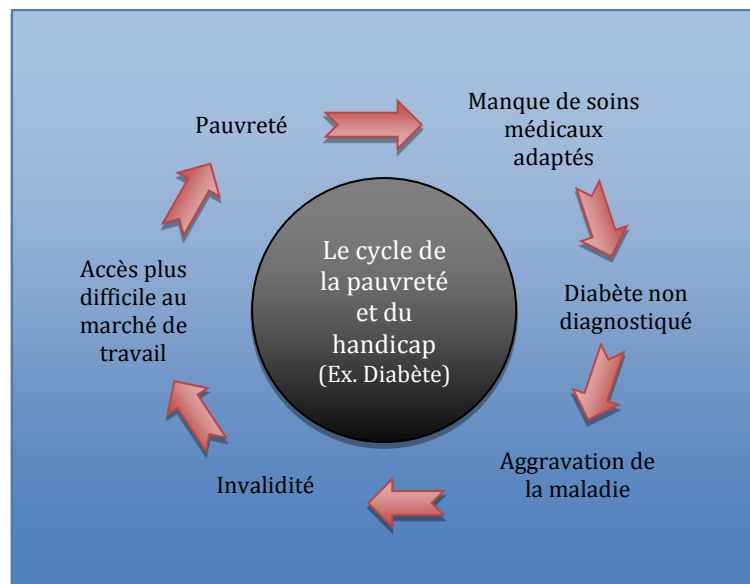 Pauvreté
Manque de soins
médicaux
adaptés
Diabète non
diagnostiqué
Aggravation de
la maladie
Invalidité
Accès plus
difficile au
marché de
travail
Le cycle de
la pauvreté
et du
handicap
(Ex. Diabète)